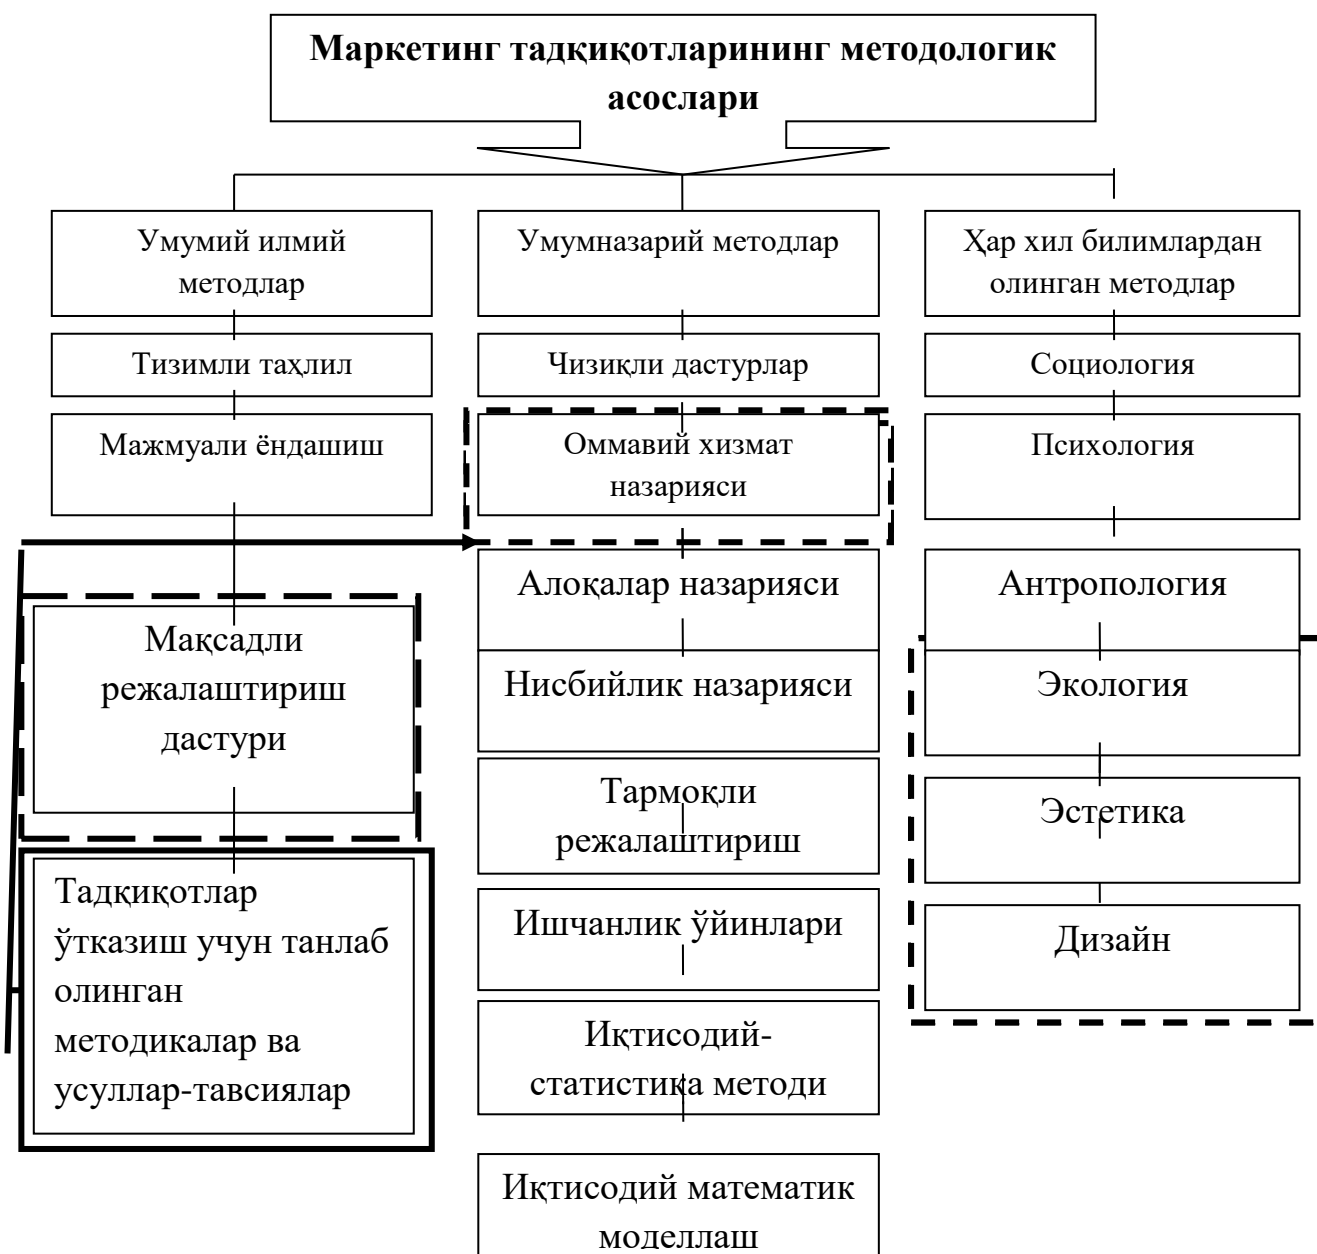 Маркетинг тадқиқотларининг методологик
асослари
Умумий илмий
методлар
Тизимли таҳлил
Мажмуали ёндашиш
Мақсадли
режалаштириш
дастури
Тадқиқотлар
ўтказиш учун танлаб
олинган
методикалар ва
усуллар-тавсиялар
Умумназарий методлар
Чизиқли дастурлар
Оммавий хизмат
назарияси
Алоқалар назарияси
Нисбийлик назарияси
Тармоқли
режалаштириш
Ишчанлик ўйинлари
Иқтисодий-
статистика методи
Иқтисодий математик
моделлаш
Ҳар хил билимлардан
олинган методлар
Социология
Психология
Антропология
Экология
Эстетика
Дизайн